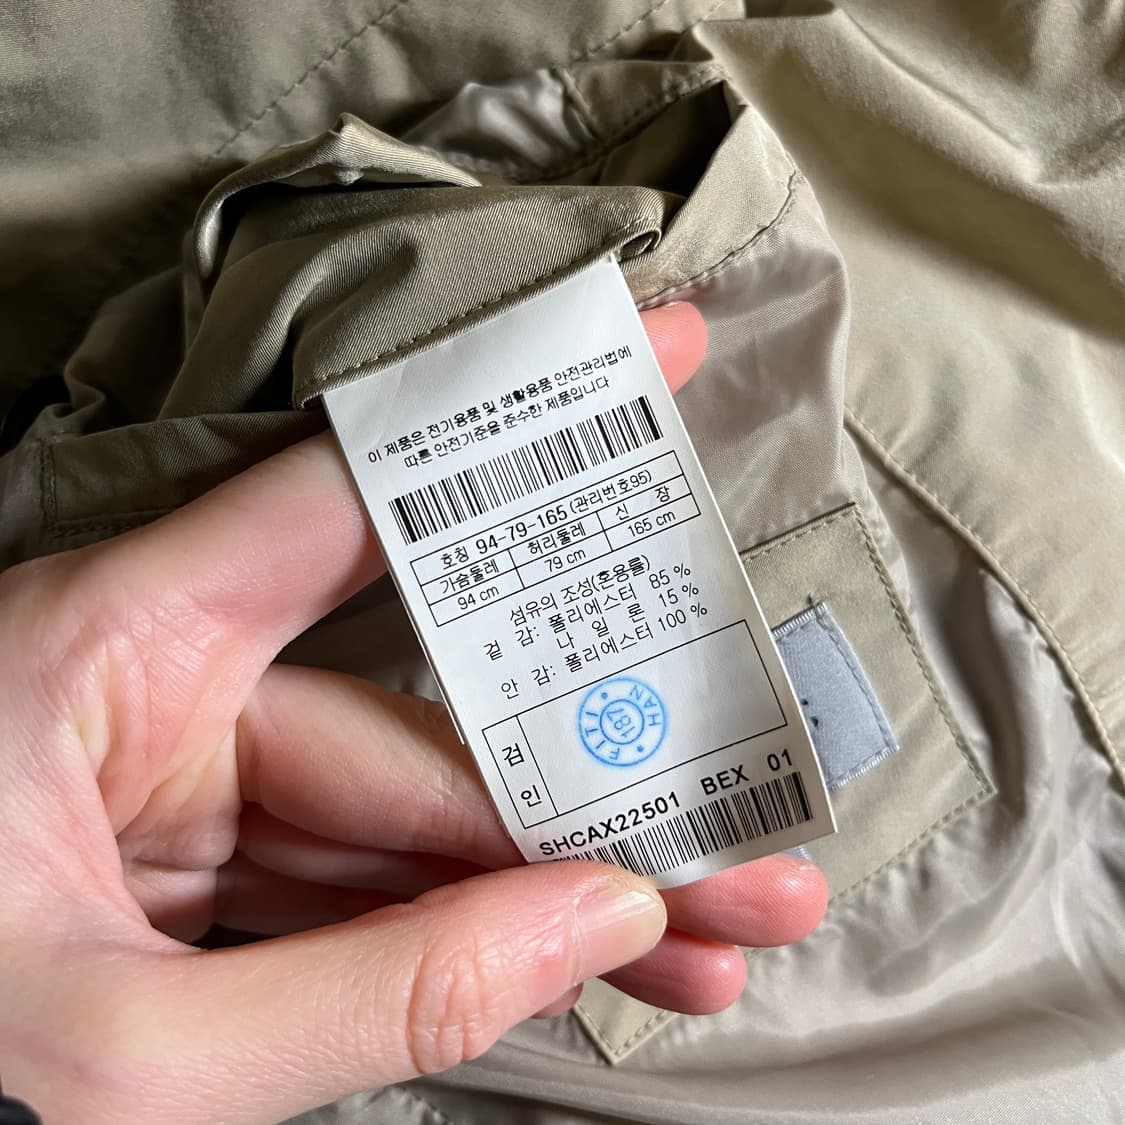 이 제품은 전기용품 및 생활용품 안전관리법에
따른 안전기준을 준수한 제품입니다
호칭 94-79-165 (관리번호95)
가슴둘레 허리둘레 신 장
94 cm 79 cm 165 cm
섬유의 조성(혼용률)
겉 감: 폴리에스터 85 %
나 일 론 15 %
안 감: 폴리에스터 100 %
검
인
FITI
187
HAN
SHCAX22501 BEX 01